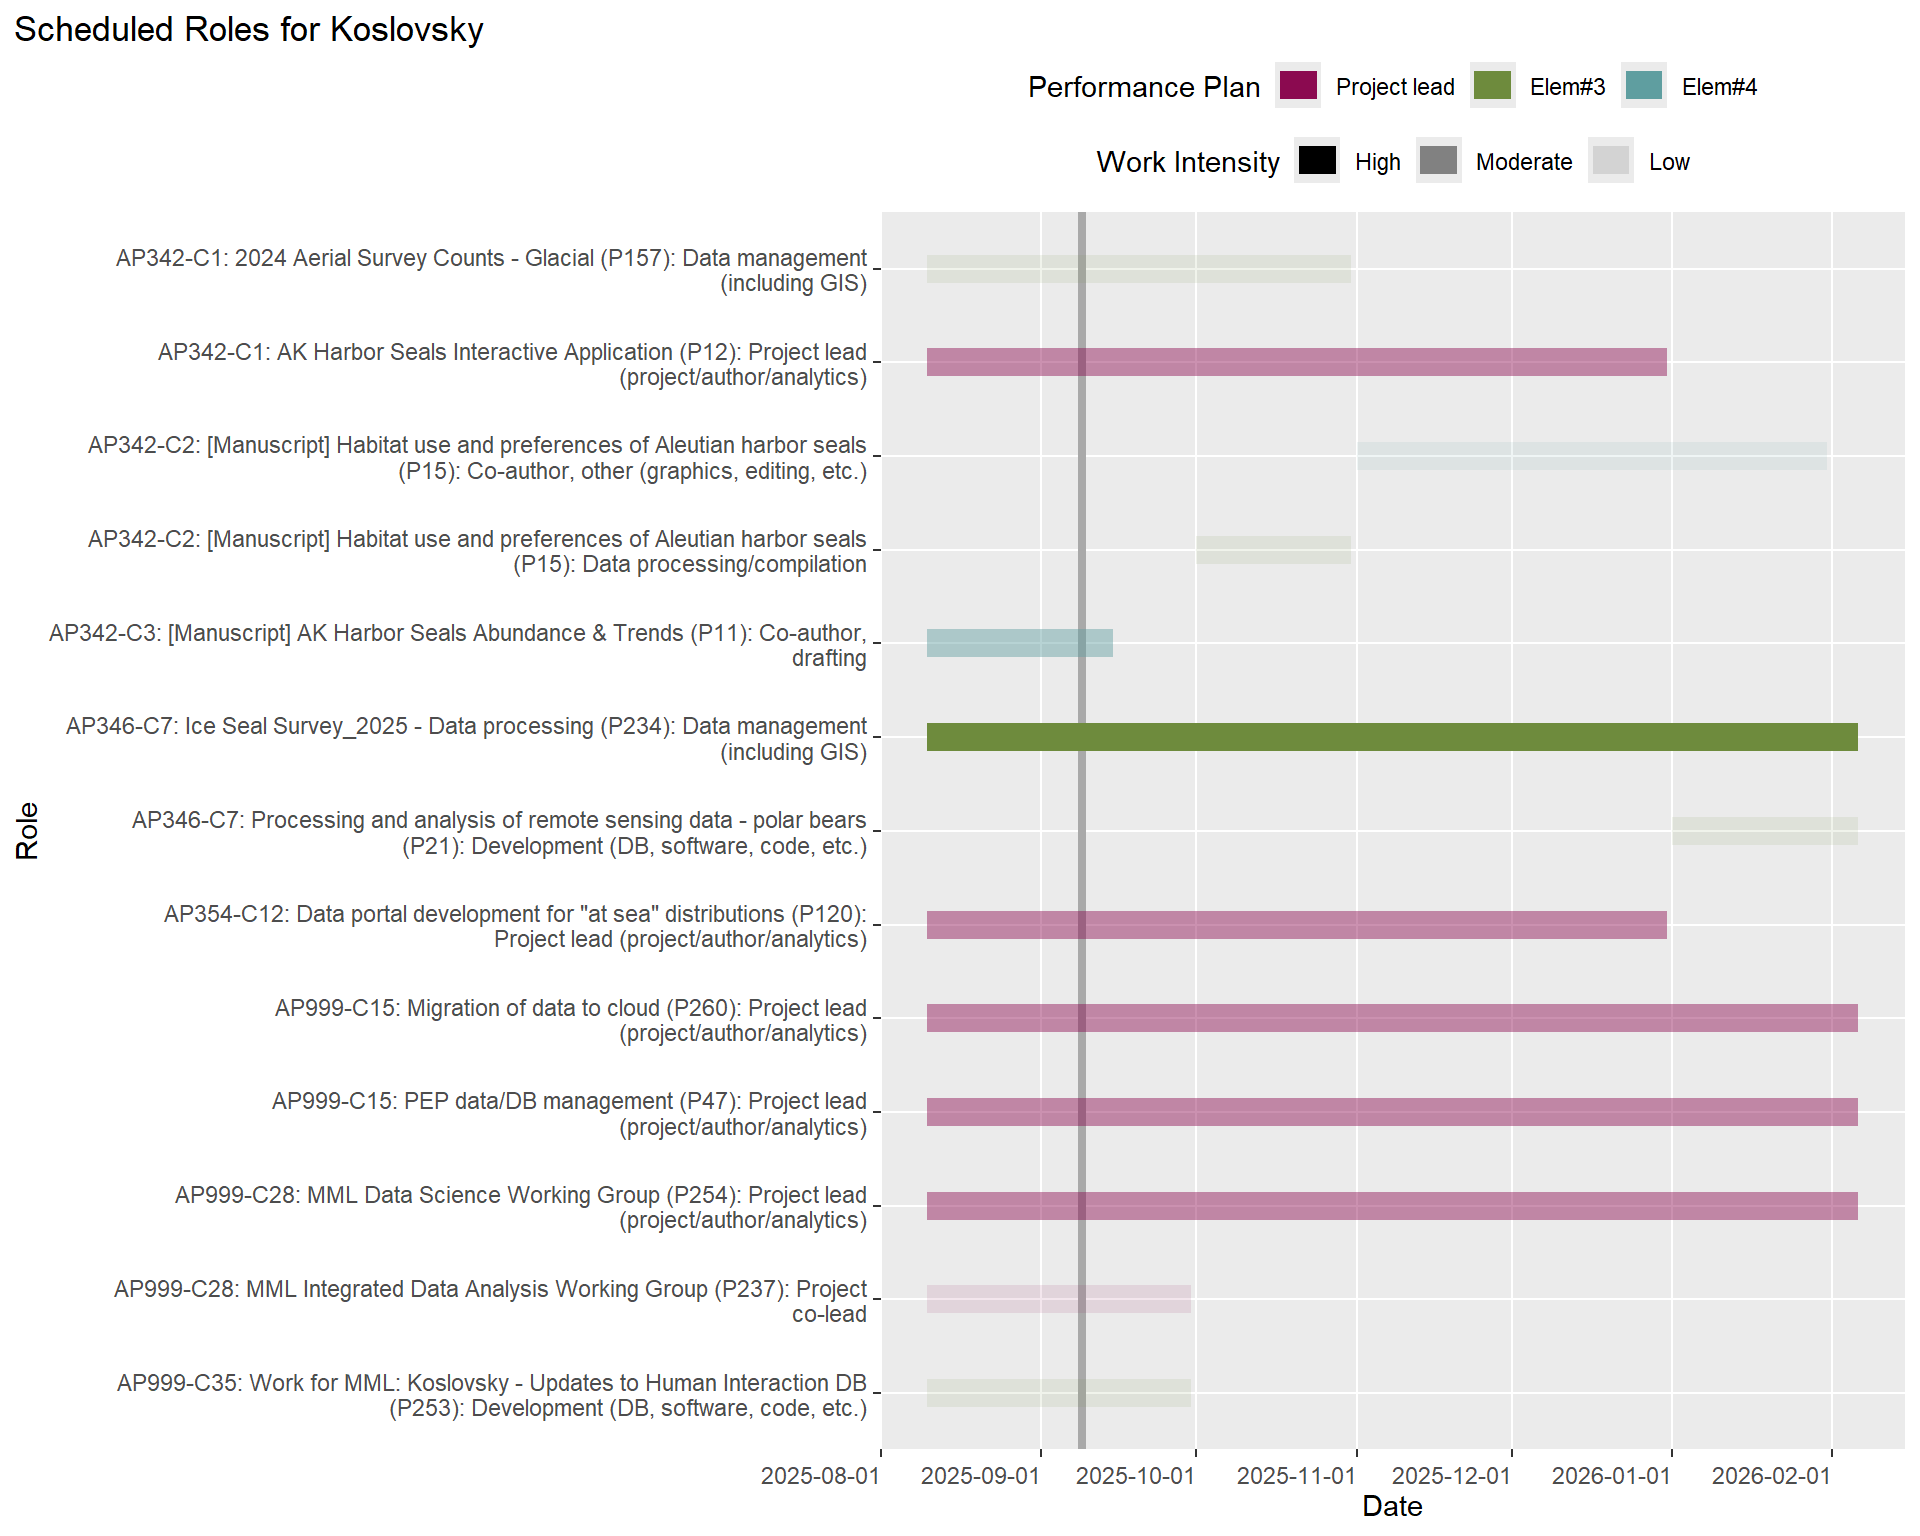 Scheduled Roles for Koslovsky
Performance Plan Project lead Elem#3 Elem#4
Work Intensity High Moderate Low
AP342-C1: 2024 Aerial Survey Counts - Glacial (P157): Data management
(including GIS)
AP342-C1: AK Harbor Seals Interactive Application (P12): Project lead
(project/author/analytics)
AP342-C2: [Manuscript] Habitat use and preferences of Aleutian harbor seals
(P15): Co-author, other (graphics, editing, etc.)
AP342-C2: [Manuscript] Habitat use and preferences of Aleutian harbor seals
(P15): Data processing/compilation
AP342-C3: [Manuscript] AK Harbor Seals Abundance & Trends (P11): Co-author,
drafting
AP346-C7: Ice Seal Survey_2025 - Data processing (P234): Data management
(including GIS)
AP346-C7: Processing and analysis of remote sensing data - polar bears
(P21): Development (DB, software, code, etc.)
AP354-C12: Data portal development for "at sea" distributions (P120):
Project lead (project/author/analytics)
AP999-C15: Migration of data to cloud (P260): Project lead
(project/author/analytics)
AP999-C15: PEP data/DB management (P47): Project lead
(project/author/analytics)
AP999-C28: MML Data Science Working Group (P254): Project lead
(project/author/analytics)
AP999-C28: MML Integrated Data Analysis Working Group (P237): Project
co-lead
AP999-C35: Work for MML: Koslovsky - Updates to Human Interaction DB
(P253): Development (DB, software, code, etc.)
Role
2025-08-01 2025-09-01 2025-10-01 2025-11-01 2025-12-01 2026-01-01 2026-02-01
Date